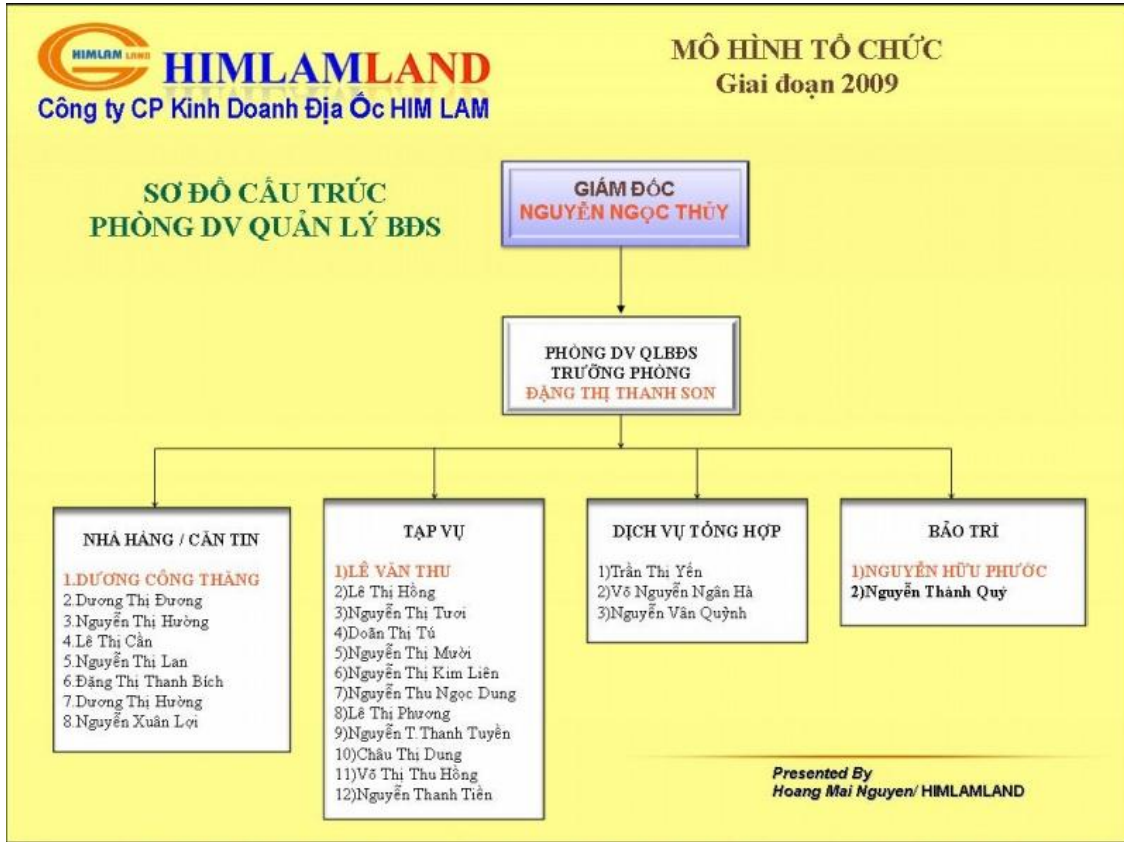 HIMLAM LAND
HIMLAMLAND
Công ty CP Kinh Doanh Địa Ốc HIM LAM
MÔ HÌNH TỔ CHỨC
Giai đoạn 2009
SƠ ĐỒ CẤU TRÚC
PHÒNG DV QUẢN LÝ BĐS
GIÁM ĐỐC
NGUYỄN NGỌC THỦY
PHÒNG DV QLBĐS
TRƯỞNG PHÒNG
ĐẶNG THỊ THANH SON
NHÀ HÀNG / CĂN TIN
1.DƯƠNG CÔNG THẮNG
2.Dương Thị Đương
3.Nguyễn Thị Hường
4.Lê Thị Cần
5.Nguyễn Thị Lan
6.Đặng Thị Thanh Bích
7.Dương Thị Hường
8.Nguyễn Xuân Lợi
TẠP VỤ
1)LÊ VĂN THU
2)Lê Thị Hồng
3)Nguyễn Thị Tươi
4)Doãn Thị Tú
5)Nguyễn Thị Mười
6)Nguyễn Thị Kim Liên
7)Nguyễn Thu Ngọc Dung
8)Lê Thị Phương
9)Nguyễn T.Thanh Tuyền
10)Châu Thị Dung
11)Võ Thị Thu Hồng
12)Nguyễn Thanh Tiền
DỊCH VỤ TỔNG HỢP
1)Trần Thị Yến
2)Võ Nguyễn Ngân Hà
3)Nguyễn Văn Quỳnh
BẢO TRÌ
1)NGUYỄN HỮU PHƯỚC
2)Nguyễn Thành Quý
Presented By
Hoang Mai Nguyen/ HIMLAMLAND